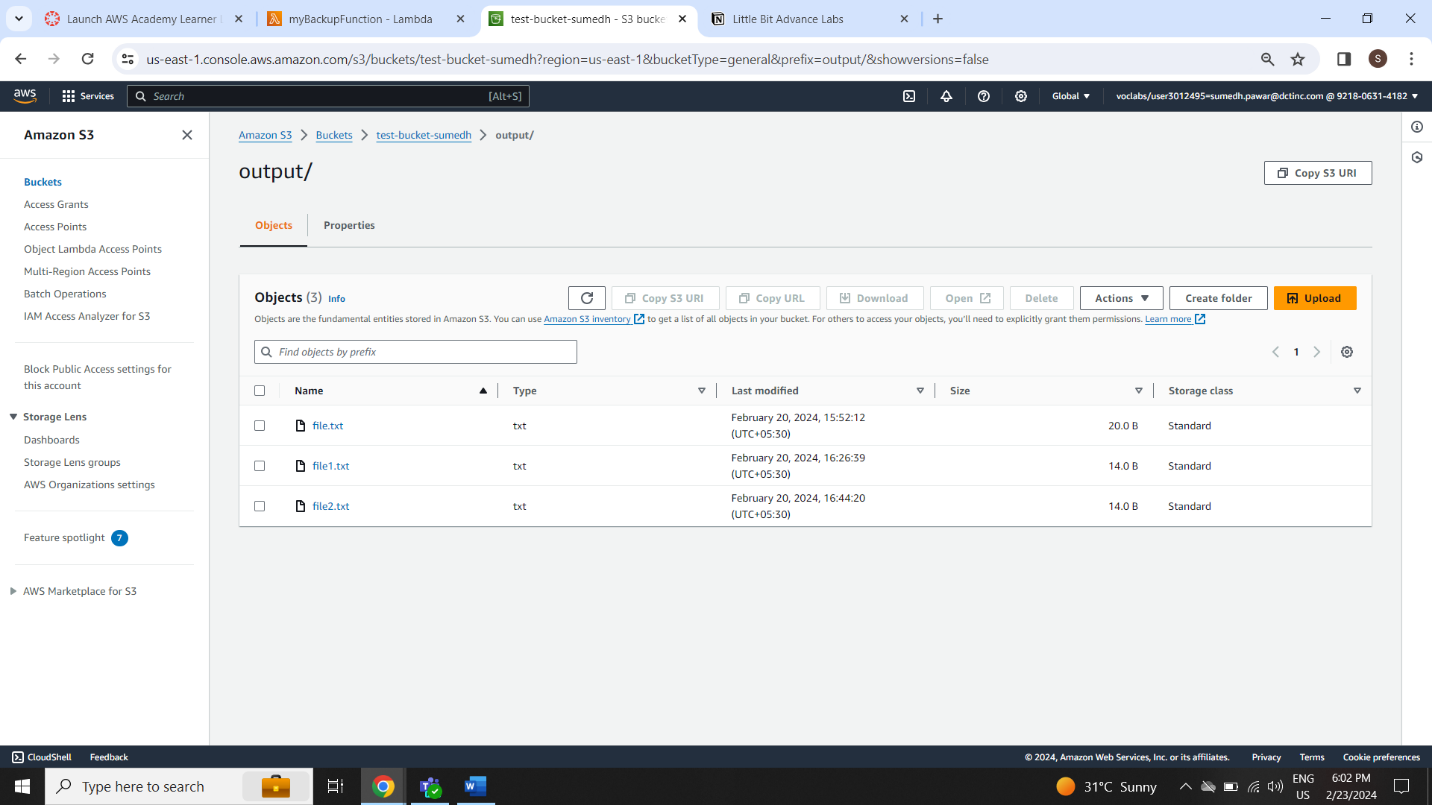 Launch AWS Academy Learner
myBackupFunction - Lambda
test-bucket-sumedh - S3 bucke
Little Bit Advance Labs
us-east-1.console.aws.amazon.com/s3/buckets/test-bucket-sumedh?region=us-east-1&bucketType=general&prefix=output/&showversions=false
S
aws
Services
Search
[Alt+S]
Global
voclabs/user3012495=sumedh.pawar@dctinc.com @ 9218-0631-4182
Amazon S3
Buckets
Access Grants
Access Points
Object Lambda Access Points
Multi-Region Access Points
Batch Operations
IAM Access Analyzer for S3
Block Public Access settings for
this account
Storage Lens
Dashboards
Storage Lens groups
AWS Organizations settings
Feature spotlight 7
AWS Marketplace for S3
Amazon S3 > Buckets > test-bucket-sumedh > output/
output/
Copy S3 URI
Objects
Properties
Objects (3) Info
Copy S3 URI
Copy URL
Download
Open
Delete
Actions
Create folder
Upload
Objects are the fundamental entities stored in Amazon S3. You can use Amazon S3 inventory to get a list of all objects in your bucket. For others to access your objects, you'll need to explicitly grant them permissions. Learn more
Find objects by prefix
1
Name Type Last modified Size Storage class
file.txt txt February 20, 2024, 15:52:12 20.0 B Standard
(UTC+05:30)
file1.txt txt February 20, 2024, 16:26:39 14.0 B Standard
(UTC+05:30)
file2.txt txt February 20, 2024, 16:44:20 14.0 B Standard
(UTC+05:30)
CloudShell
Feedback
© 2024, Amazon Web Services, Inc. or its affiliates.
Privacy
Terms
Cookie preferences
Type here to search
31°C Sunny
ENG
US
6:02 PM
2/23/2024